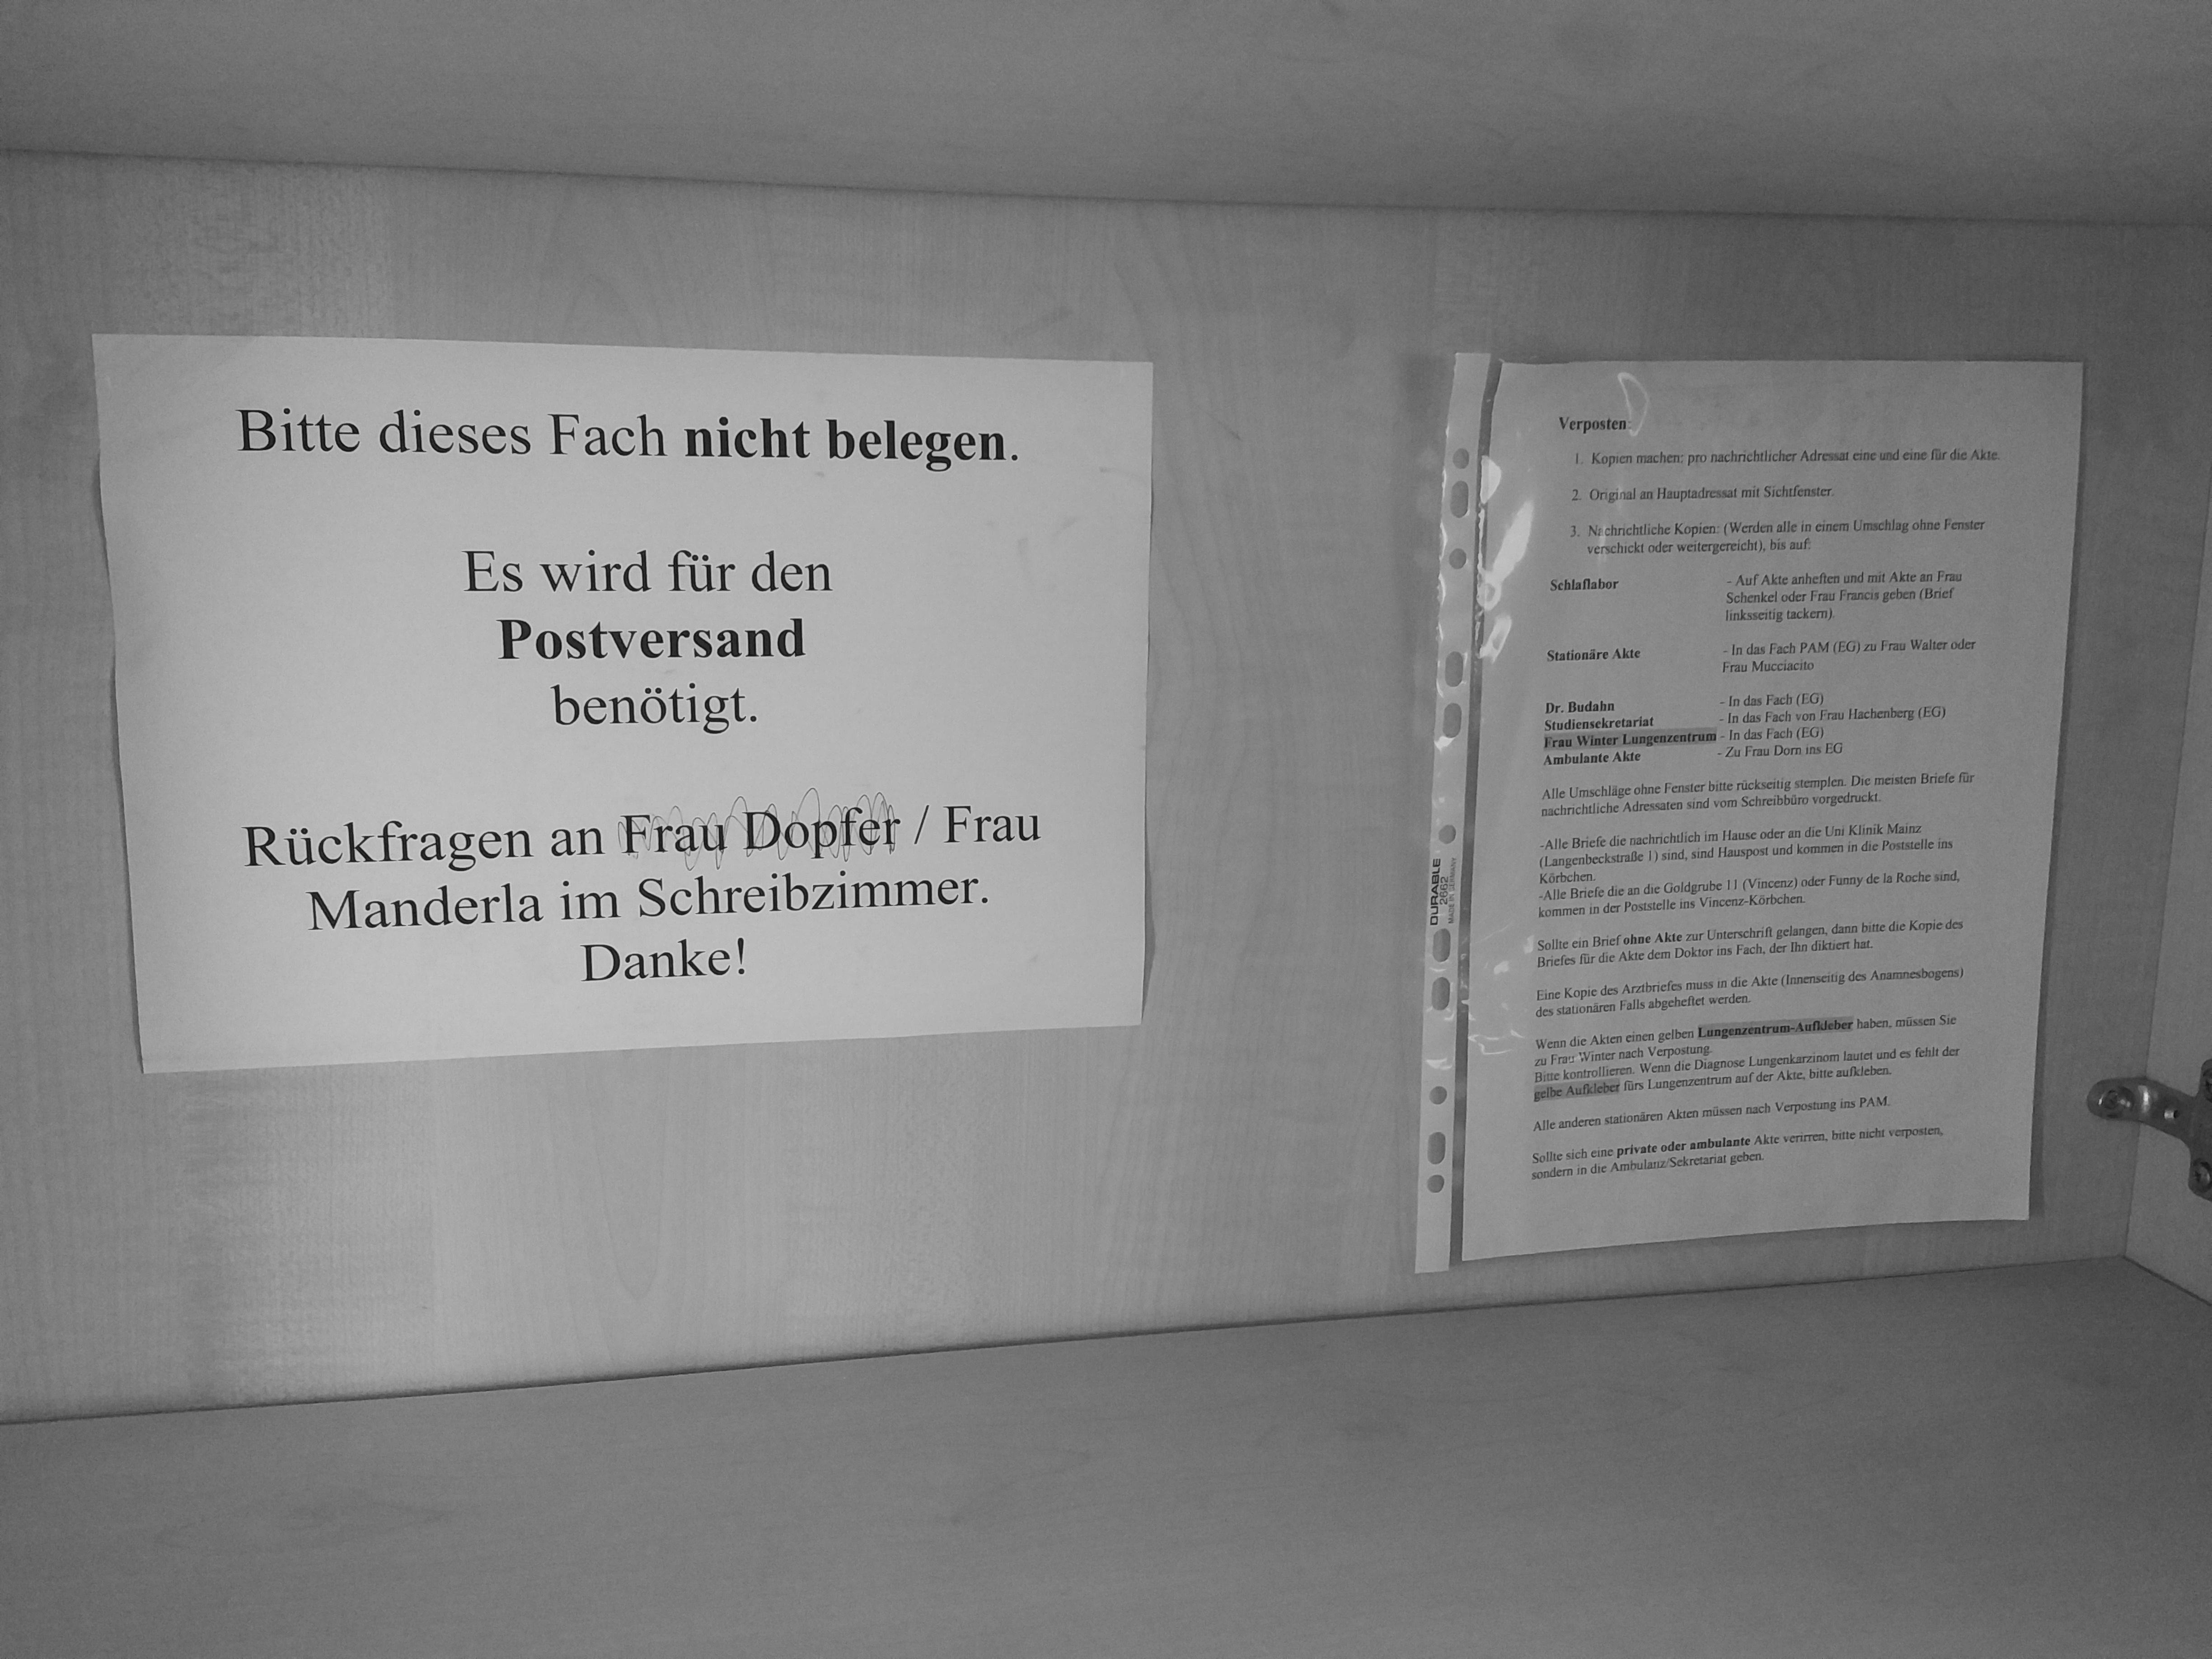 Bitte dieses Fach nicht belegen.
Es wird für den
Postversand
benötigt.
Rückfragen an Frau Dopfer / Frau
Manderla im Schreibzimmer.
Danke!
DURABLE
2662
MADE IN GERMANY
Verposten:
1. Kopien machen: pro nachrichtlicher Adressat eine und eine für die Akte.
2. Original an Hauptadressat mit Sichtfenster.
3. Nachrichtliche Kopien: (Werden alle in einem Umschlag ohne Fenster
verschickt oder weitergereicht), bis auf:
Schlaflabor - Auf Akte anheften und mit Akte an Frau
Schenkel oder Frau Francis geben (Brief
linksseitig tackern).
Stationäre Akte - In das Fach PAM (EG) zu Frau Walter oder
Frau Mucciacito
Dr. Budahn - In das Fach (EG)
Studiensekretariat - In das Fach von Frau Hachenberg (EG)
Frau Winter Lungenzentrum - In das Fach (EG)
Ambulante Akte - Zu Frau Dorn ins EG
Alle Umschläge ohne Fenster bitte rückseitig stemplen. Die meisten Briefe für
nachrichtliche Adressaten sind vom Schreibbüro vorgedruckt.
-Alle Briefe die nachrichtlich im Hause oder an die Uni Klinik Mainz
(Langenbeckstraße 1) sind, sind Hauspost und kommen in die Poststelle ins
Körbchen.
-Alle Briefe die an die Goldgrube 11 (Vincenz) oder Funny de la Roche sind,
kommen in der Poststelle ins Vincenz-Körbchen.
Sollte ein Brief ohne Akte zur Unterschrift gelangen, dann bitte die Kopie des
Briefes für die Akte dem Doktor ins Fach, der Ihn diktiert hat.
Eine Kopie des Arztbriefes muss in die Akte (Innenseitig des Anamnesbogens)
des stationären Falls abgeheftet werden.
Wenn die Akten einen gelben Lungenzentrum-Aufkleber haben, müssen Sie
zu Frau Winter nach Verpostung.
Bitte kontrollieren. Wenn die Diagnose Lungenkarzinom lautet und es fehlt der
gelbe Aufkleber fürs Lungenzentrum auf der Akte, bitte aufkleben.
Alle anderen stationären Akten müssen nach Verpostung ins PAM.
Sollte sich eine private oder ambulante Akte verirren, bitte nicht verposten,
sondern in die Ambulanz/Sekretariat geben.